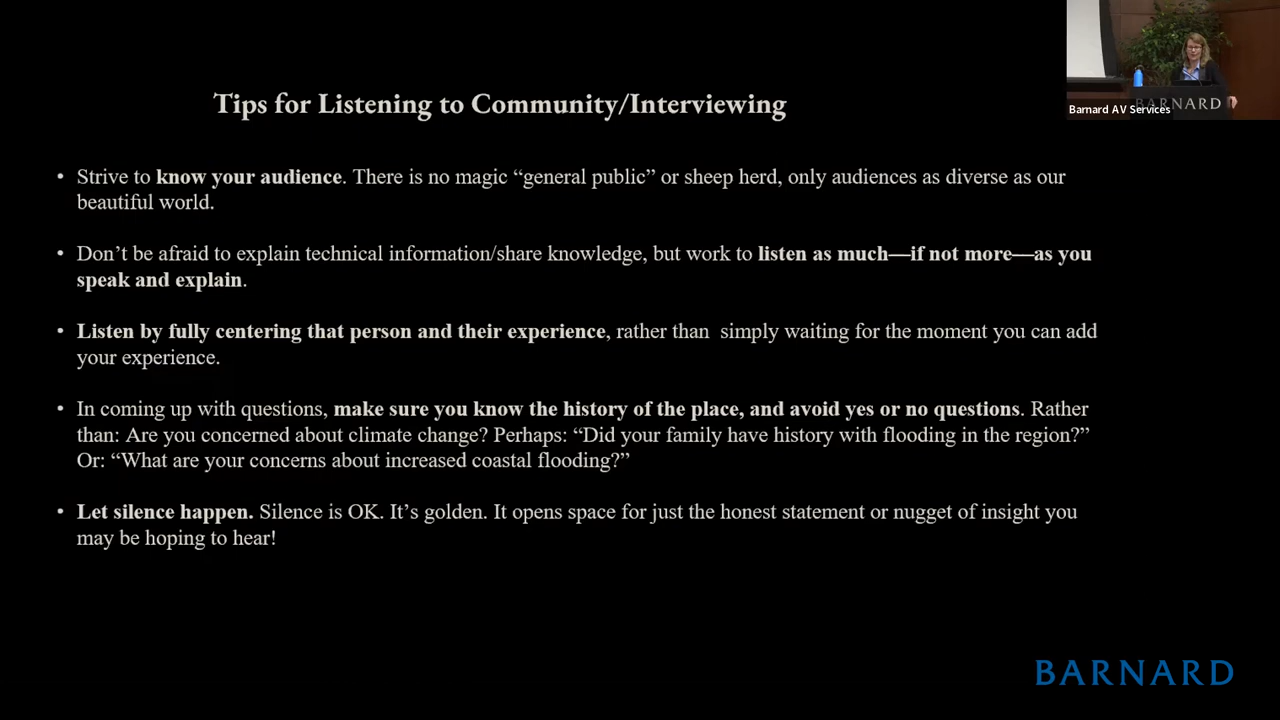 Tips for Listening to Community/Interviewing
Barnard AV Services
BARNARD
• Strive to know your audience. There is no magic “general public” or sheep herd, only audiences as diverse as our
beautiful world.
• Don’t be afraid to explain technical information/share knowledge, but work to listen as much—if not more—as you
speak and explain.
• Listen by fully centering that person and their experience, rather than  simply waiting for the moment you can add
your experience.
• In coming up with questions, make sure you know the history of the place, and avoid yes or no questions. Rather
than: Are you concerned about climate change? Perhaps: “Did your family have history with flooding in the region?”
Or: “What are your concerns about increased coastal flooding?”
• Let silence happen. Silence is OK. It’s golden. It opens space for just the honest statement or nugget of insight you
may be hoping to hear!
BARNARD